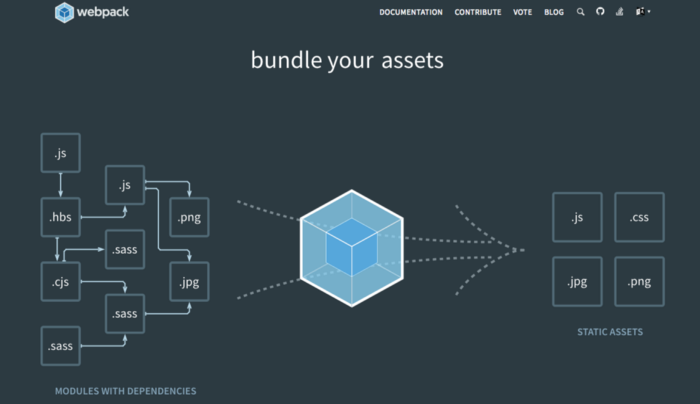 webpack
DOCUMENTATION CONTRIBUTE VOTE BLOG
bundle your assets
.js
.js
.hbs
.png
.sass
.cjs
.jpg
.sass
.sass
MODULES WITH DEPENDENCIES
.js
.css
.jpg
.png
STATIC ASSETS